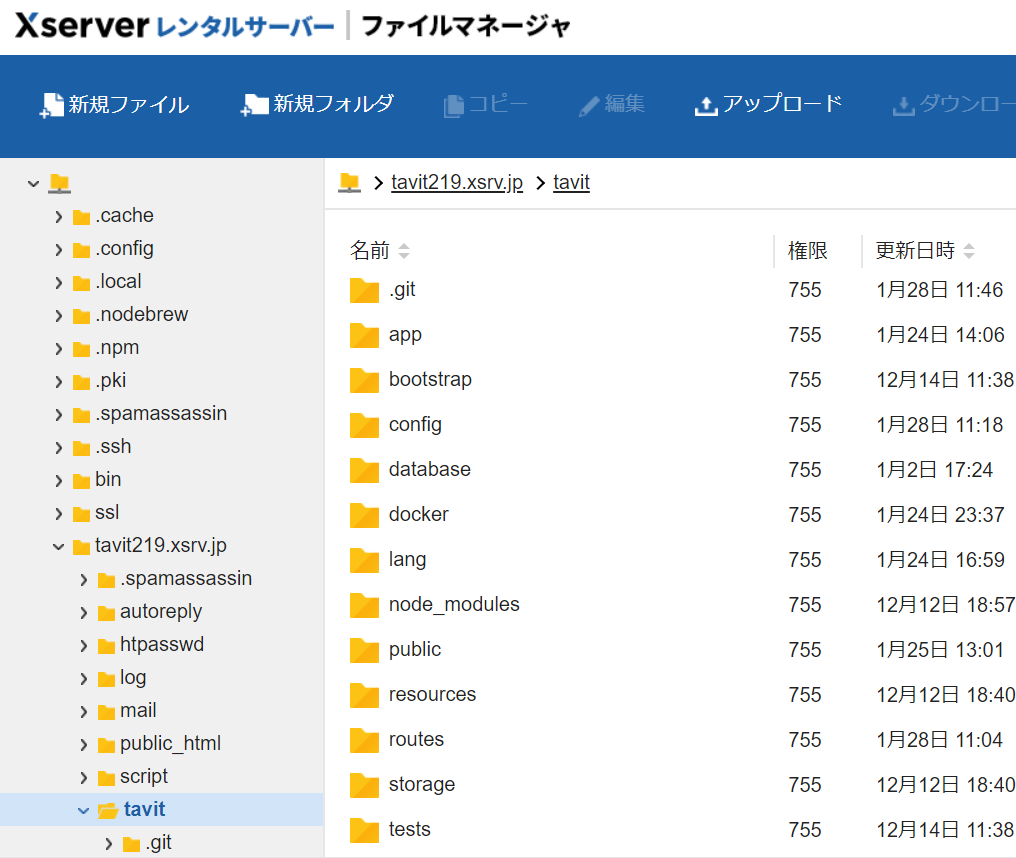 Xserver レンタルサーバー | ファイルマネージャ
新規ファイル 新規フォルダ コピー 編集 アップロード ダウンロー
.cache
.config
.local
.nodebrew
.npm
.pki
.spamassassin
.ssh
bin
ssl
tavit219.xsrv.jp
.spamassassin
autoreply
htpasswd
log
mail
public_html
script
tavit
.git
tavit219.xsrv.jp tavit
名前 権限 更新日時
.git 755 1月28日 11:46
app 755 1月24日 14:06
bootstrap 755 12月14日 11:38
config 755 1月28日 11:18
database 755 1月2日 17:24
docker 755 1月24日 23:37
lang 755 1月24日 16:59
node_modules 755 12月12日 18:57
public 755 1月25日 13:01
resources 755 12月12日 18:40
routes 755 1月28日 11:04
storage 755 12月12日 18:40
tests 755 12月14日 11:38